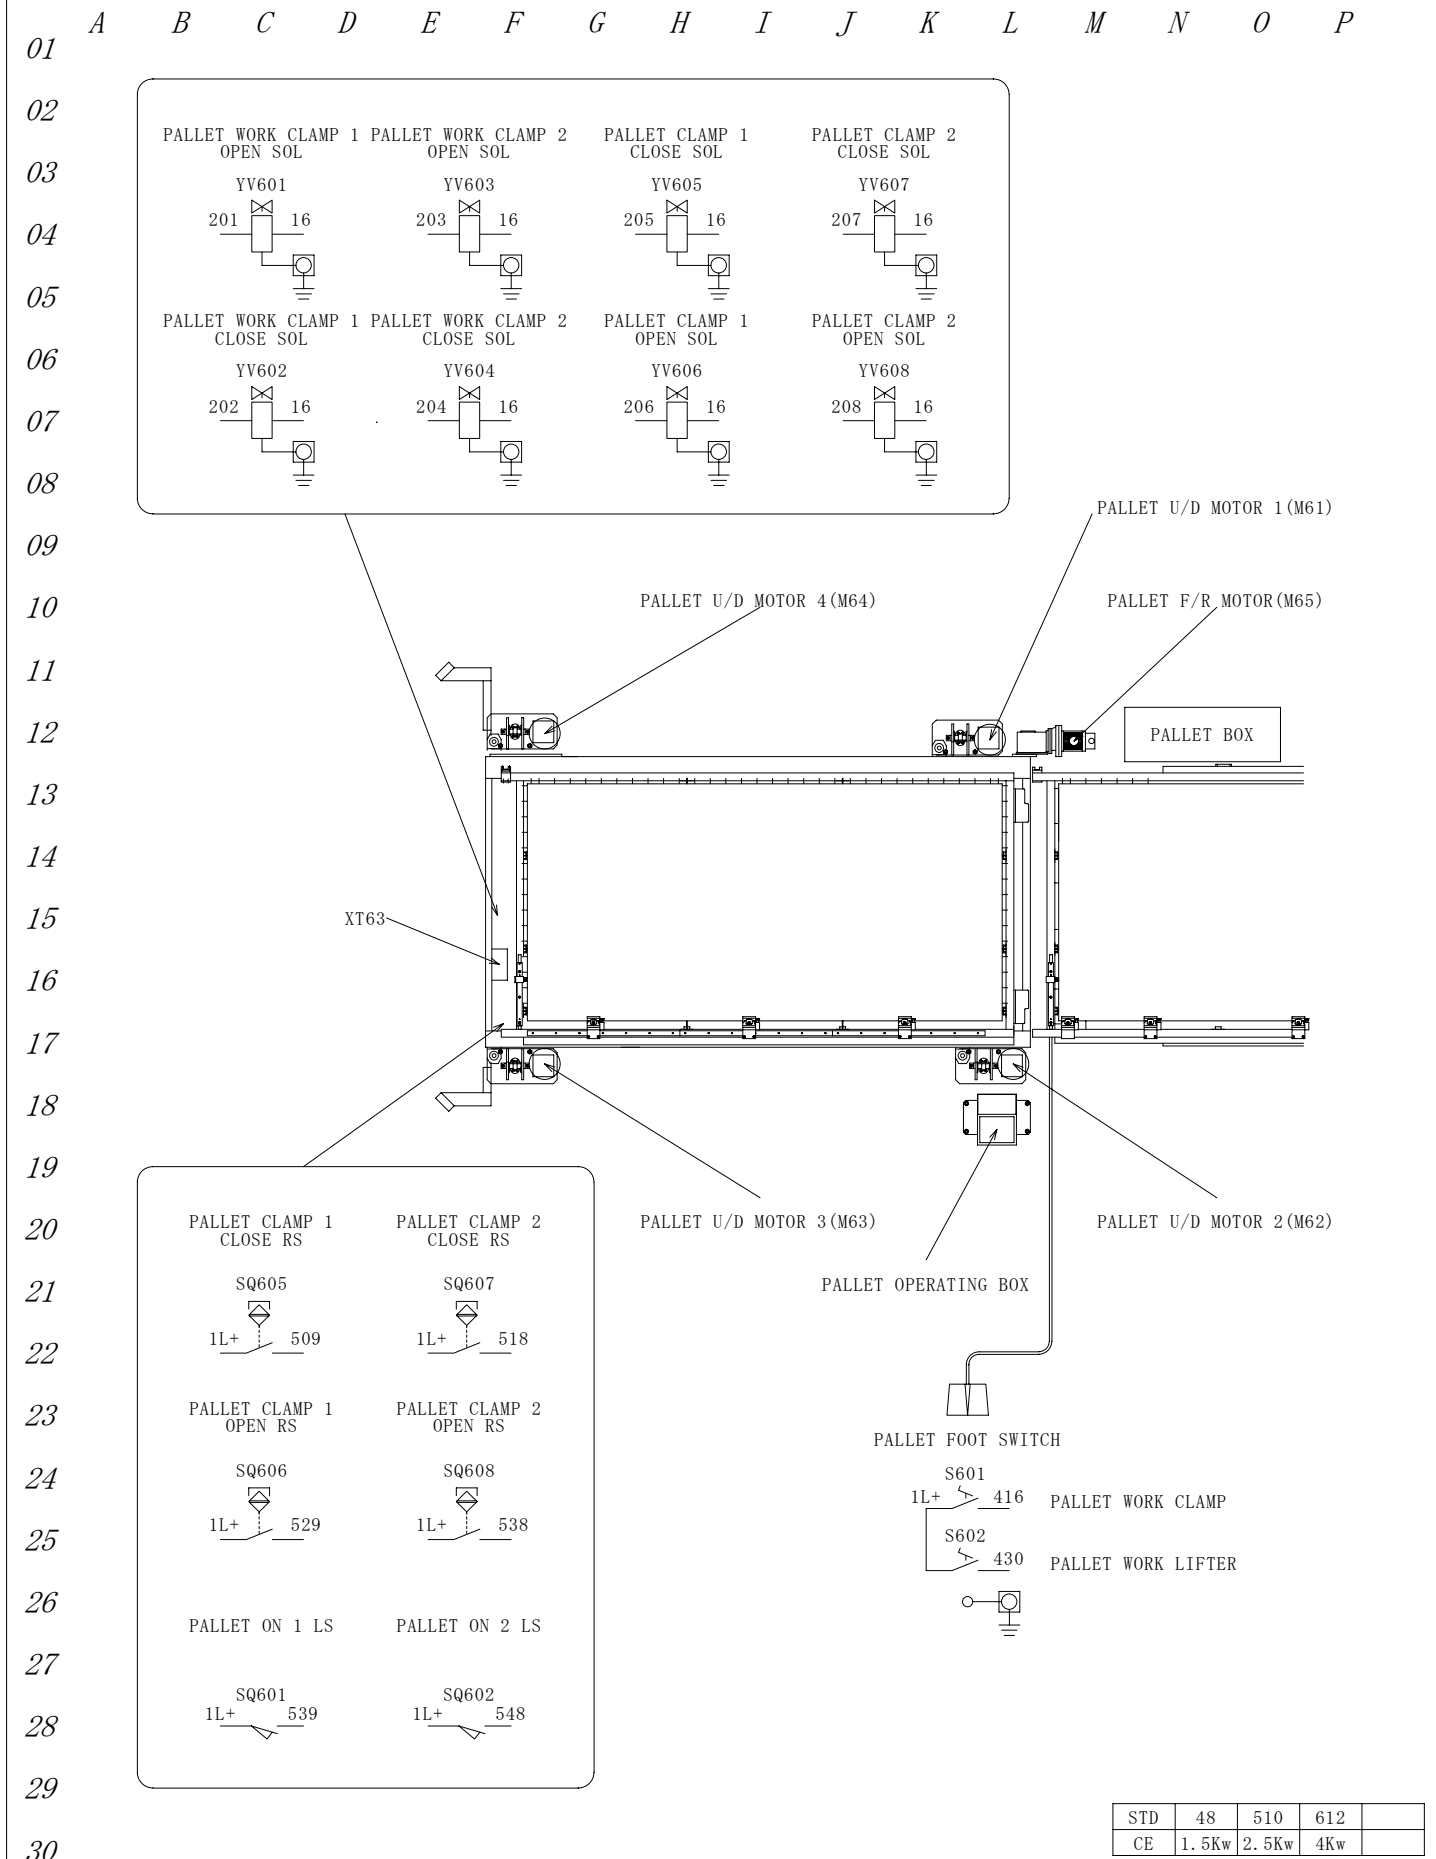 A B C D E F G H I J K L M N O P
01
02
PALLET WORK CLAMP 1 PALLET WORK CLAMP 2 PALLET CLAMP 1 PALLET CLAMP 2
OPEN SOL OPEN SOL CLOSE SOL CLOSE SOL
03
YV601 YV603 YV605 YV607
201 16 203 16 205 16 207 16
04
05
PALLET WORK CLAMP 1 PALLET WORK CLAMP 2 PALLET CLAMP 1 PALLET CLAMP 2
CLOSE SOL CLOSE SOL OPEN SOL OPEN SOL
06
YV602 YV604 YV606 YV608
202 16 204 16 206 16 208 16
07
08
PALLET U/D MOTOR 1(M61)
09
10
PALLET U/D MOTOR 4(M64) PALLET F/R MOTOR(M65)
11
12
PALLET BOX
13
14
15
XT63
16
17
18
19
20
PALLET CLAMP 1 PALLET CLAMP 2 PALLET U/D MOTOR 3(M63) PALLET U/D MOTOR 2(M62)
CLOSE RS CLOSE RS
21
SQ605 SQ607 PALLET OPERATING BOX
22
1L+ 509 1L+ 518
23
PALLET CLAMP 1 PALLET CLAMP 2
OPEN RS OPEN RS
PALLET FOOT SWITCH
24
SQ606 SQ608 S601
1L+ 416 PALLET WORK CLAMP
25
1L+ 529 1L+ 538 S602
430 PALLET WORK LIFTER
26
PALLET ON 1 LS PALLET ON 2 LS
27
SQ601 SQ602
1L+ 539 1L+ 548
28
29
STD 48 510 612
CE 1.5Kw 2.5Kw 4Kw
30